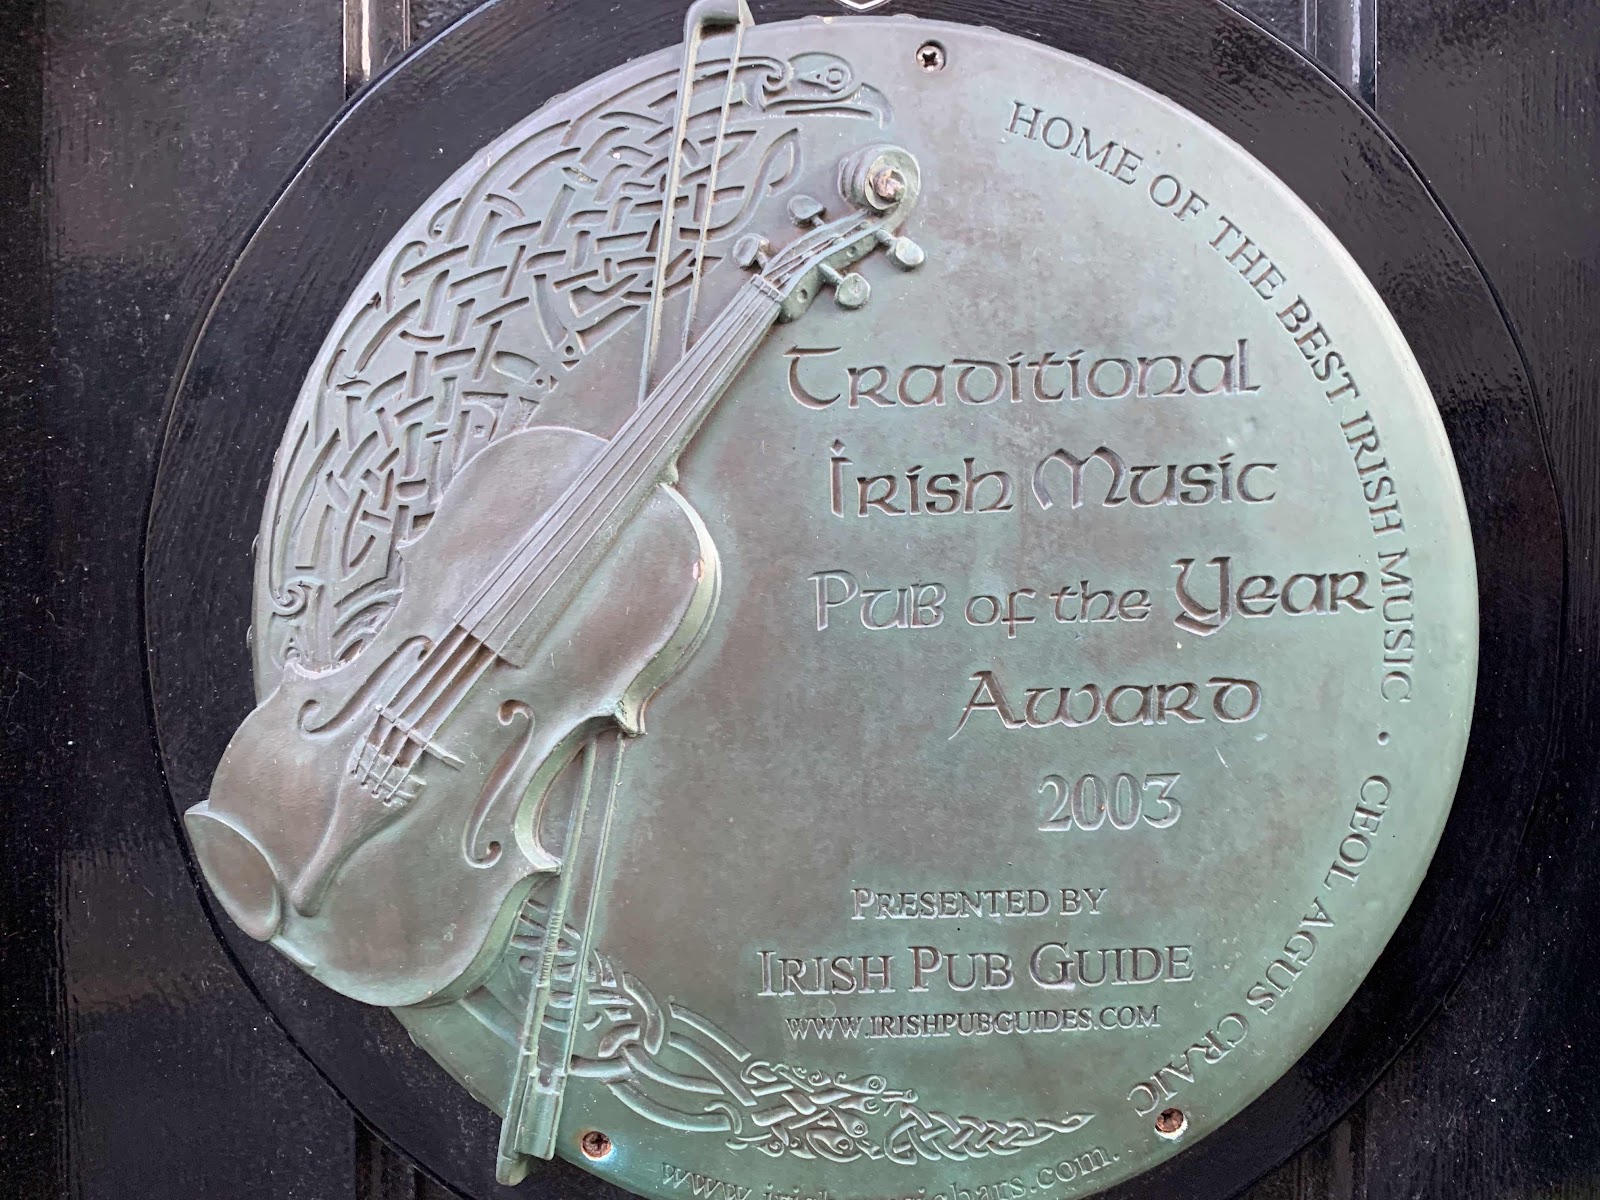 HOME OF THE BEST IRISH MUSIC · CEOL AGUS CRAIC
Traditional
Irish Music
Pub of the Year
Award
2003
PRESENTED BY
IRISH PUB GUIDE
WWW.IRISHPUBGUIDES.COM